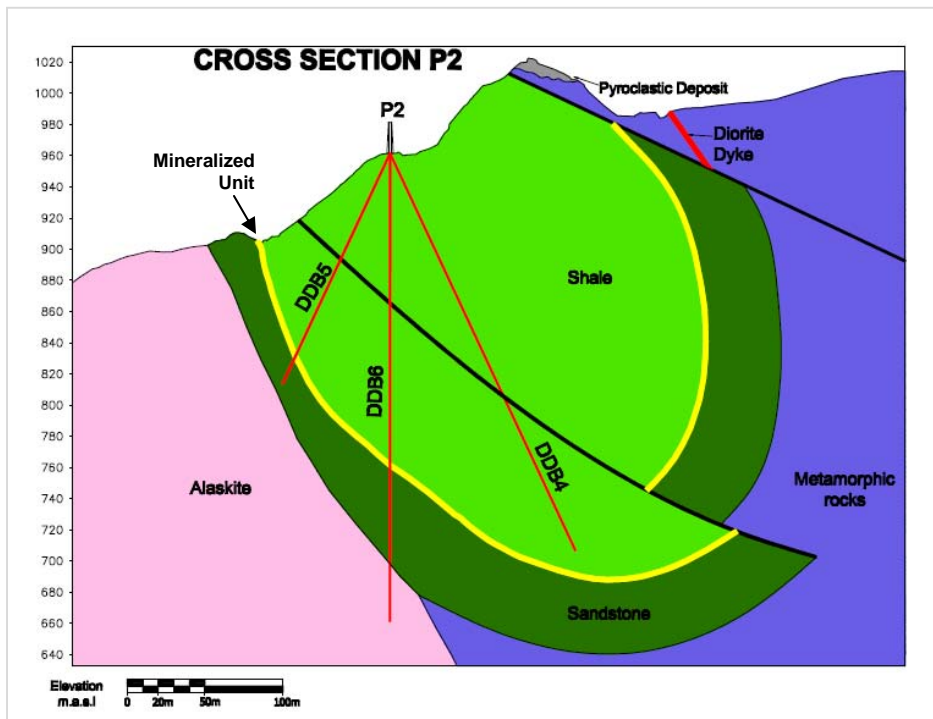 CROSS SECTION P2
1020
1000
980
960
940
920
900
880
860
840
820
800
780
760
740
720
700
680
660
640
Pyroclastic Deposit
P2
Diorite
Dyke
Mineralized
Unit
DDB5
Shale
DDB6
DDB4
Alaskite
Metamorphic
rocks
Sandstone
Elevation
m.a.s.l
0 20m 50m 100m